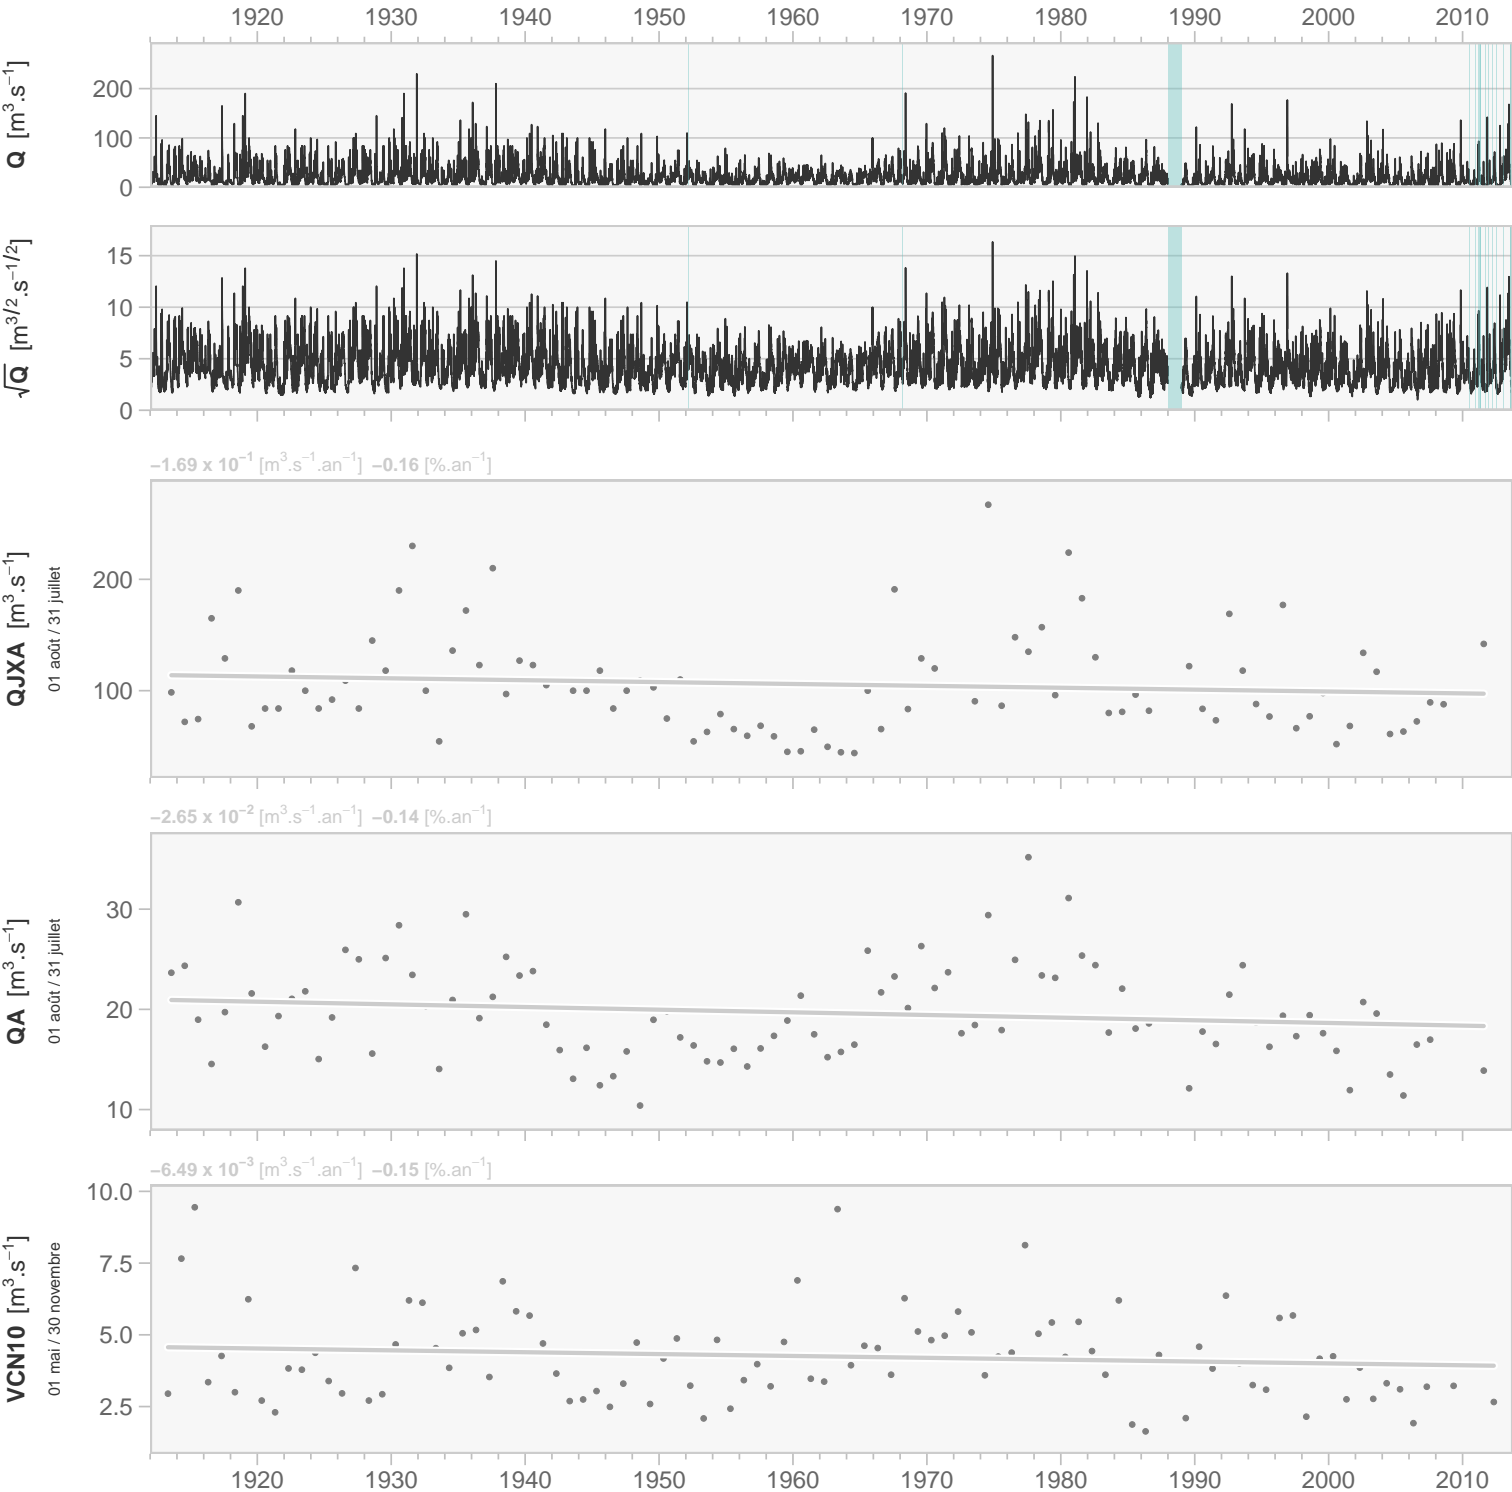 1920 1930 1940 1950 1960 1970 1980 1990 2000 2010
Q [m³.s⁻¹]
200
100
0
√Q [m³ᐟ².s⁻¹ᐟ²]
15
10
5
0
−1.69 x 10⁻¹ [m³.s⁻¹.an⁻¹] −0.16 [%.an⁻¹]
QJXA [m³.s⁻¹]
01 août / 31 juillet
200
100
−2.65 x 10⁻² [m³.s⁻¹.an⁻¹] −0.14 [%.an⁻¹]
QA [m³.s⁻¹]
01 août / 31 juillet
30
20
10
−6.49 x 10⁻³ [m³.s⁻¹.an⁻¹] −0.15 [%.an⁻¹]
VCN10 [m³.s⁻¹]
01 mai / 30 novembre
10.0
7.5
5.0
2.5
1920 1930 1940 1950 1960 1970 1980 1990 2000 2010